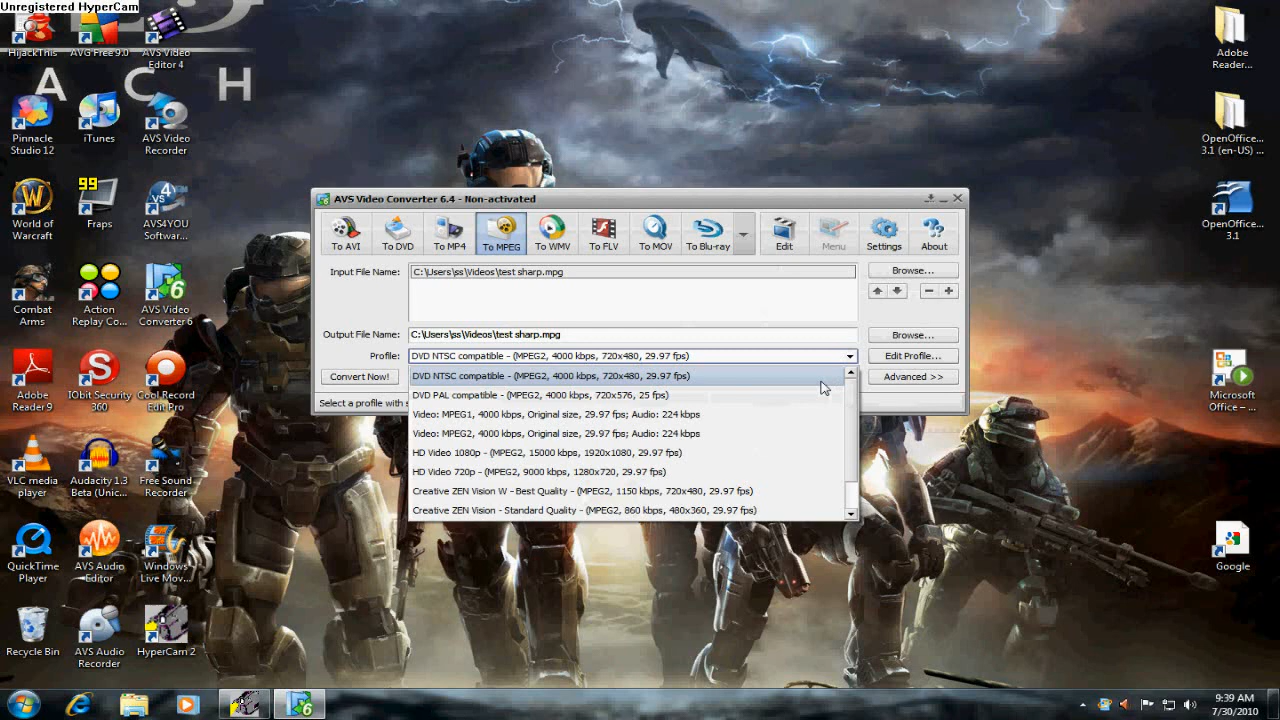 Unregistered HyperCam
HijackThis
AVG Free 9.0
AVS Video
Editor 4
A C H
Pinnacle
Studio 12
iTunes
AVS Video
Recorder
World of
Warcraft
99
Fraps
AVS4YOU
Softwar...
Combat
Arms
Action
Replay Co...
AVS Video
Converter 6
Adobe
Reader 9
IObit Security
360
Cool Record
Edit Pro
VLC media
player
Audacity 1.3
Beta (Unic...
Free Sound
Recorder
QuickTime
Player
AVS Audio
Editor
Windows
Live Mov...
Recycle Bin
AVS Audio
Recorder
HyperCam 2
AVS Video Converter 6.4 - Non-activated
To AVI
To DVD
To MP4
To MPEG
To WMV
To FLV
To MOV
To Blu-ray
Edit
Menu
Settings
About
Input File Name:
C:\Users\ss\Videos\test sharp.mpg
Browse...
Output File Name:
C:\Users\ss\Videos\test sharp.mpg
Browse...
Profile:
DVD NTSC compatible - (MPEG2, 4000 kbps, 720x480, 29.97 fps)
Edit Profile...
Convert Now!
Advanced >>
Select a profile with s
DVD NTSC compatible - (MPEG2, 4000 kbps, 720x480, 29.97 fps)
DVD PAL compatible - (MPEG2, 4000 kbps, 720x576, 25 fps)
Video: MPEG1, 4000 kbps, Original size, 29.97 fps; Audio: 224 kbps
Video: MPEG2, 4000 kbps, Original size, 29.97 fps; Audio: 224 kbps
HD Video 1080p - (MPEG2, 15000 kbps, 1920x1080, 29.97 fps)
HD Video 720p - (MPEG2, 9000 kbps, 1280x720, 29.97 fps)
Creative ZEN Vision W - Best Quality - (MPEG2, 1150 kbps, 720x480, 29.97 fps)
Creative ZEN Vision - Standard Quality - (MPEG2, 860 kbps, 480x360, 29.97 fps)
Adobe
Reader...
OpenOffice...
3.1 (en-US) ...
OpenOffice....
3.1
Microsoft
Office – ...
Google
9:39 AM
7/30/2010